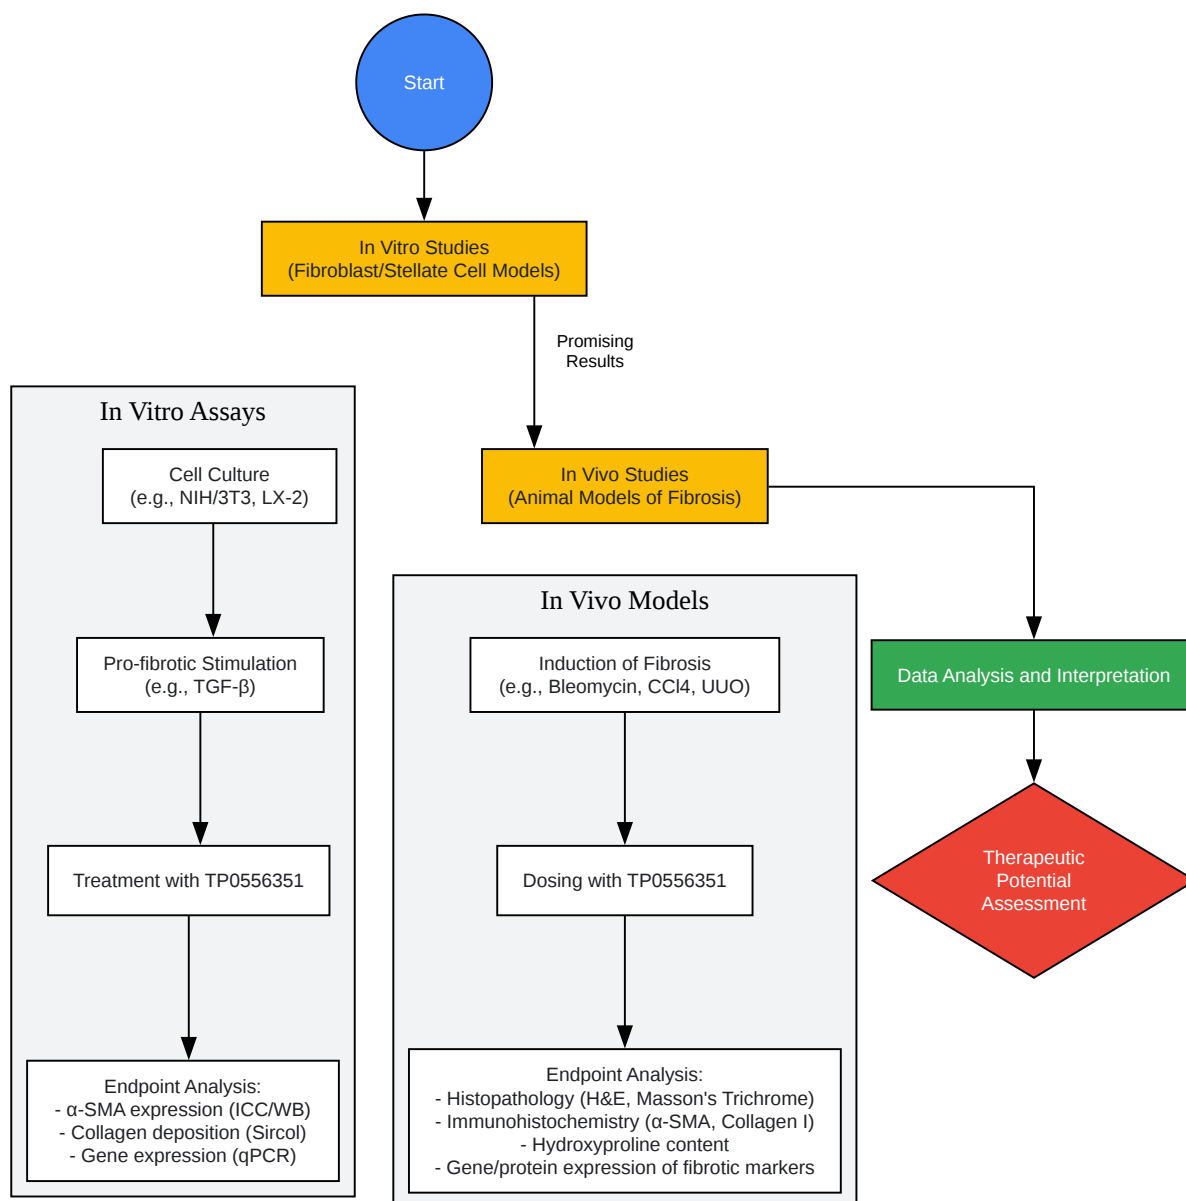 Start
In Vitro Studies
(Fibroblast/Stellate Cell Models)
Promising
Results
In Vitro Assays
Cell Culture
(e.g., NIH/3T3, LX-2)
Pro-fibrotic Stimulation
(e.g., TGF-β)
Treatment with TP0556351
Endpoint Analysis:
- α-SMA expression (ICC/WB)
- Collagen deposition (Sircol)
- Gene expression (qPCR)
In Vivo Studies
(Animal Models of Fibrosis)
In Vivo Models
Induction of Fibrosis
(e.g., Bleomycin, CCl4, UUO)
Dosing with TP0556351
Endpoint Analysis:
- Histopathology (H&E, Masson's Trichrome)
- Immunohistochemistry (α-SMA, Collagen I)
- Hydroxyproline content
- Gene/protein expression of fibrotic markers
Data Analysis and Interpretation
Therapeutic
Potential
Assessment